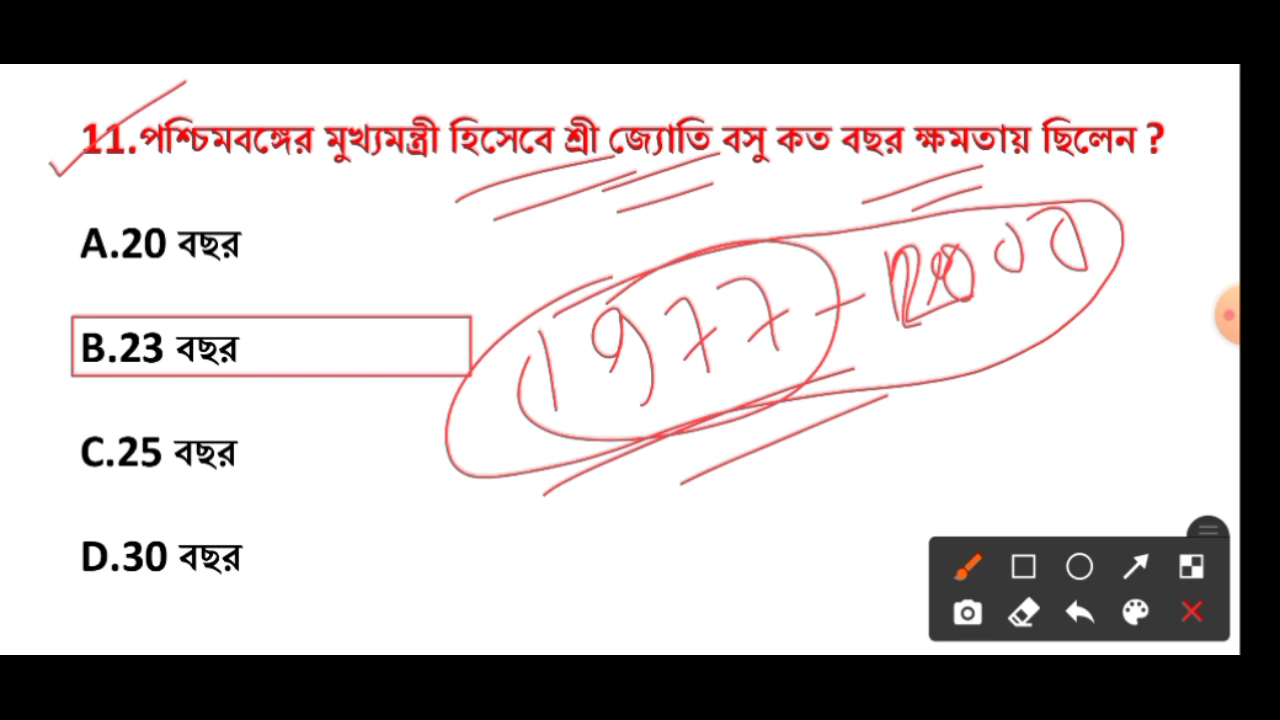 11.পশ্চিমবঙ্গের মুখ্যমন্ত্রী হিসেবে শ্রী জ্যোতি বসু কত বছর ক্ষমতায় ছিলেন ?
A.20 বছর
1977 - 2000
B.23 বছর
C.25 বছর
D.30 বছর